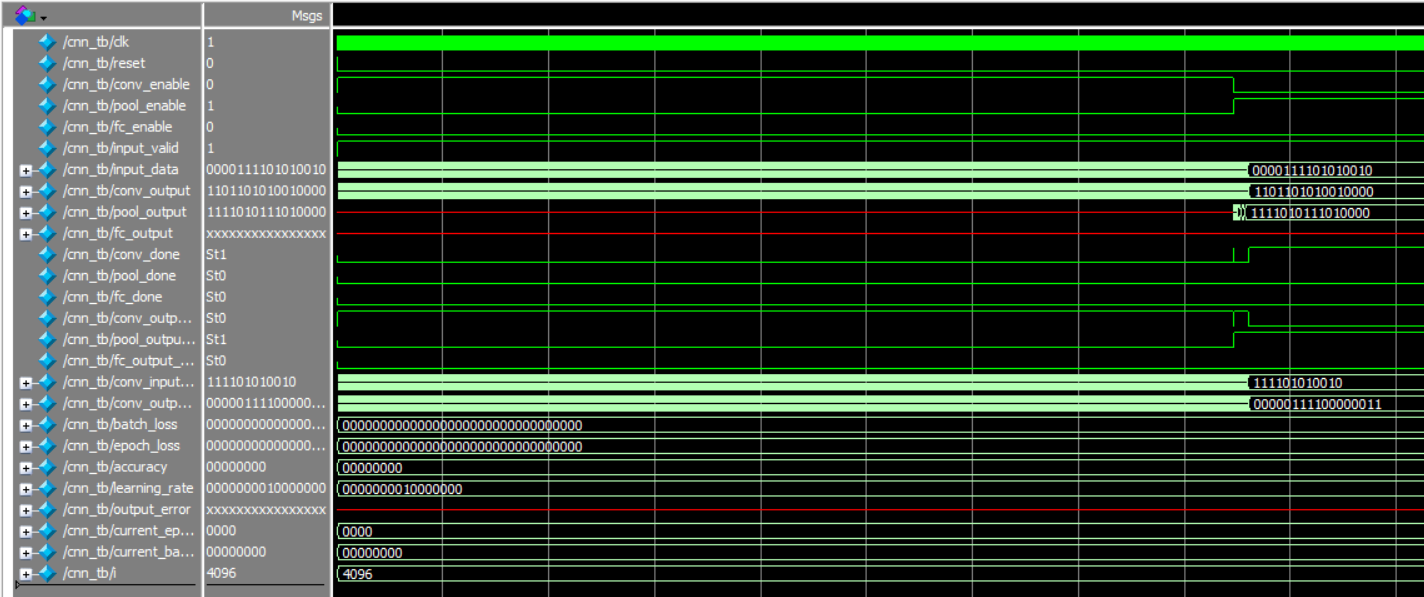 Msgs
/cnn_tb/clk 1
/cnn_tb/reset 0
/cnn_tb/conv_enable 0
/cnn_tb/pool_enable 1
/cnn_tb/fc_enable 0
/cnn_tb/input_valid 1
/cnn_tb/input_data 0000111101010010 0000111101010010
/cnn_tb/conv_output 1101101010010000 1101101010010000
/cnn_tb/pool_output 1111010111010000 1111010111010000
/cnn_tb/fc_output xxxxxxxxxxxxxxxx
/cnn_tb/conv_done St1
/cnn_tb/pool_done St0
/cnn_tb/fc_done St0
/cnn_tb/conv_outp... St0
/cnn_tb/pool_outpu... St1
/cnn_tb/fc_output_... St0
/cnn_tb/conv_input... 111101010010 111101010010
/cnn_tb/conv_outp... 00000111100000... 00000111100000011
/cnn_tb/batch_loss 00000000000000... 00000000000000000000000000000000
/cnn_tb/epoch_loss 00000000000000... 00000000000000000000000000000000
/cnn_tb/accuracy 00000000 00000000
/cnn_tb/learning_rate 0000000010000000 0000000010000000
/cnn_tb/output_error xxxxxxxxxxxxxxxx
/cnn_tb/current_ep... 0000 0000
/cnn_tb/current_ba... 00000000 00000000
/cnn_tb/i 4096 4096